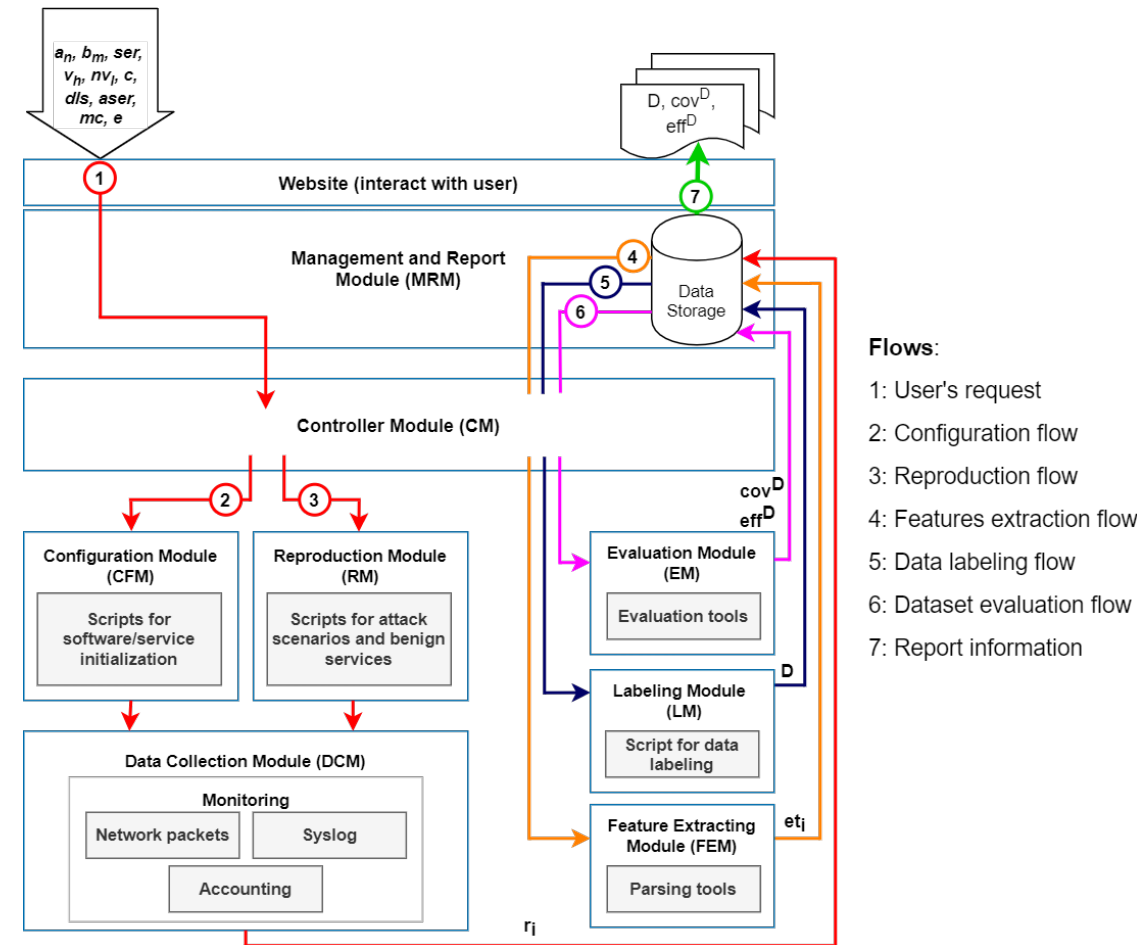 aₙ, bₘ, ser,
vₕ, nvₗ, c,
dls, aser,
mc, e
D, covᴰ,
effᴰ
1
Website (interact with user)
7
Management and Report
Module (MRM)
4
5
6
Data
Storage
Controller Module (CM)
2
3
covᴰ
effᴰ
Configuration Module
(CFM)
Scripts for
software/service
initialization
Reproduction Module
(RM)
Scripts for attack
scenarios and benign
services
Evaluation Module
(EM)
Evaluation tools
D
Labeling Module
(LM)
Script for data
labeling
Data Collection Module (DCM)
Monitoring
Network packets
Syslog
Accounting
Feature Extracting
Module (FEM)
Parsing tools
etᵢ
rᵢ
Flows:
1: User's request
2: Configuration flow
3: Reproduction flow
4: Features extraction flow
5: Data labeling flow
6: Dataset evaluation flow
7: Report information